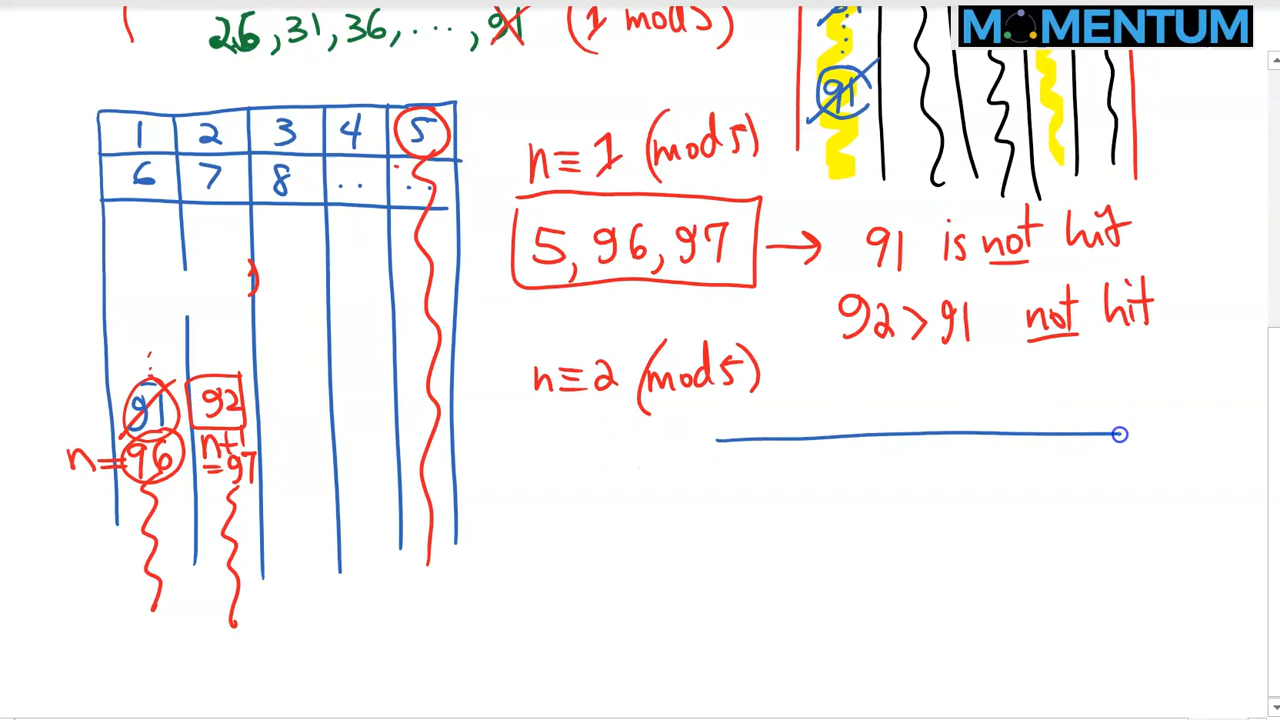 26, 31, 36, ..., 91 (1 mod 5)
MOMENTUM
91
1 2 3 4 5
6 7 8 .. ..
n ≡ 1 (mod 5)
5, 96, 97 → 91 is not hit
92 > 91 not hit
n ≡ 2 (mod 5)
91 92
n = 96 n+1
= 97